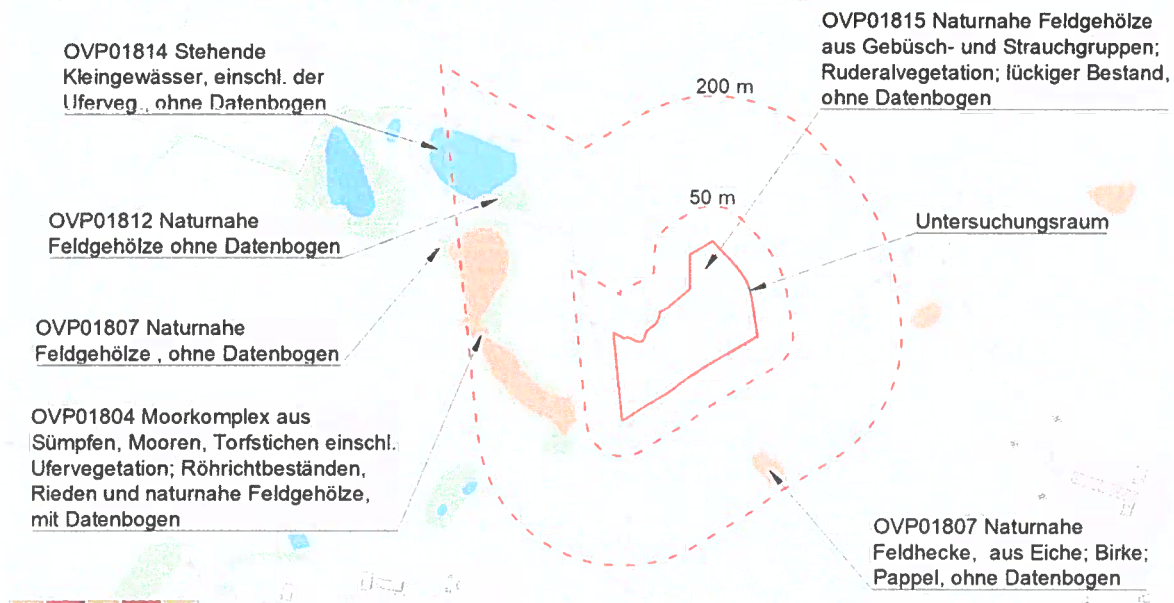 OVP01814 Stehende
Kleingewässer, einschl. der
Uferveg., ohne Datenbogen
OVP01815 Naturnahe Feldgehölze
aus Gebüsch- und Strauchgruppen;
Ruderalvegetation; lückiger Bestand,
ohne Datenbogen
200 m
50 m
OVP01812 Naturnahe
Feldgehölze ohne Datenbogen
Untersuchungsraum
OVP01807 Naturnahe
Feldgehölze , ohne Datenbogen
OVP01804 Moorkomplex aus
Sümpfen, Mooren, Torfstichen einschl.
Ufervegetation; Röhrichtbeständen,
Rieden und naturnahe Feldgehölze,
mit Datenbogen
OVP01807 Naturnahe
Feldhecke, aus Eiche; Birke;
Pappel, ohne Datenbogen